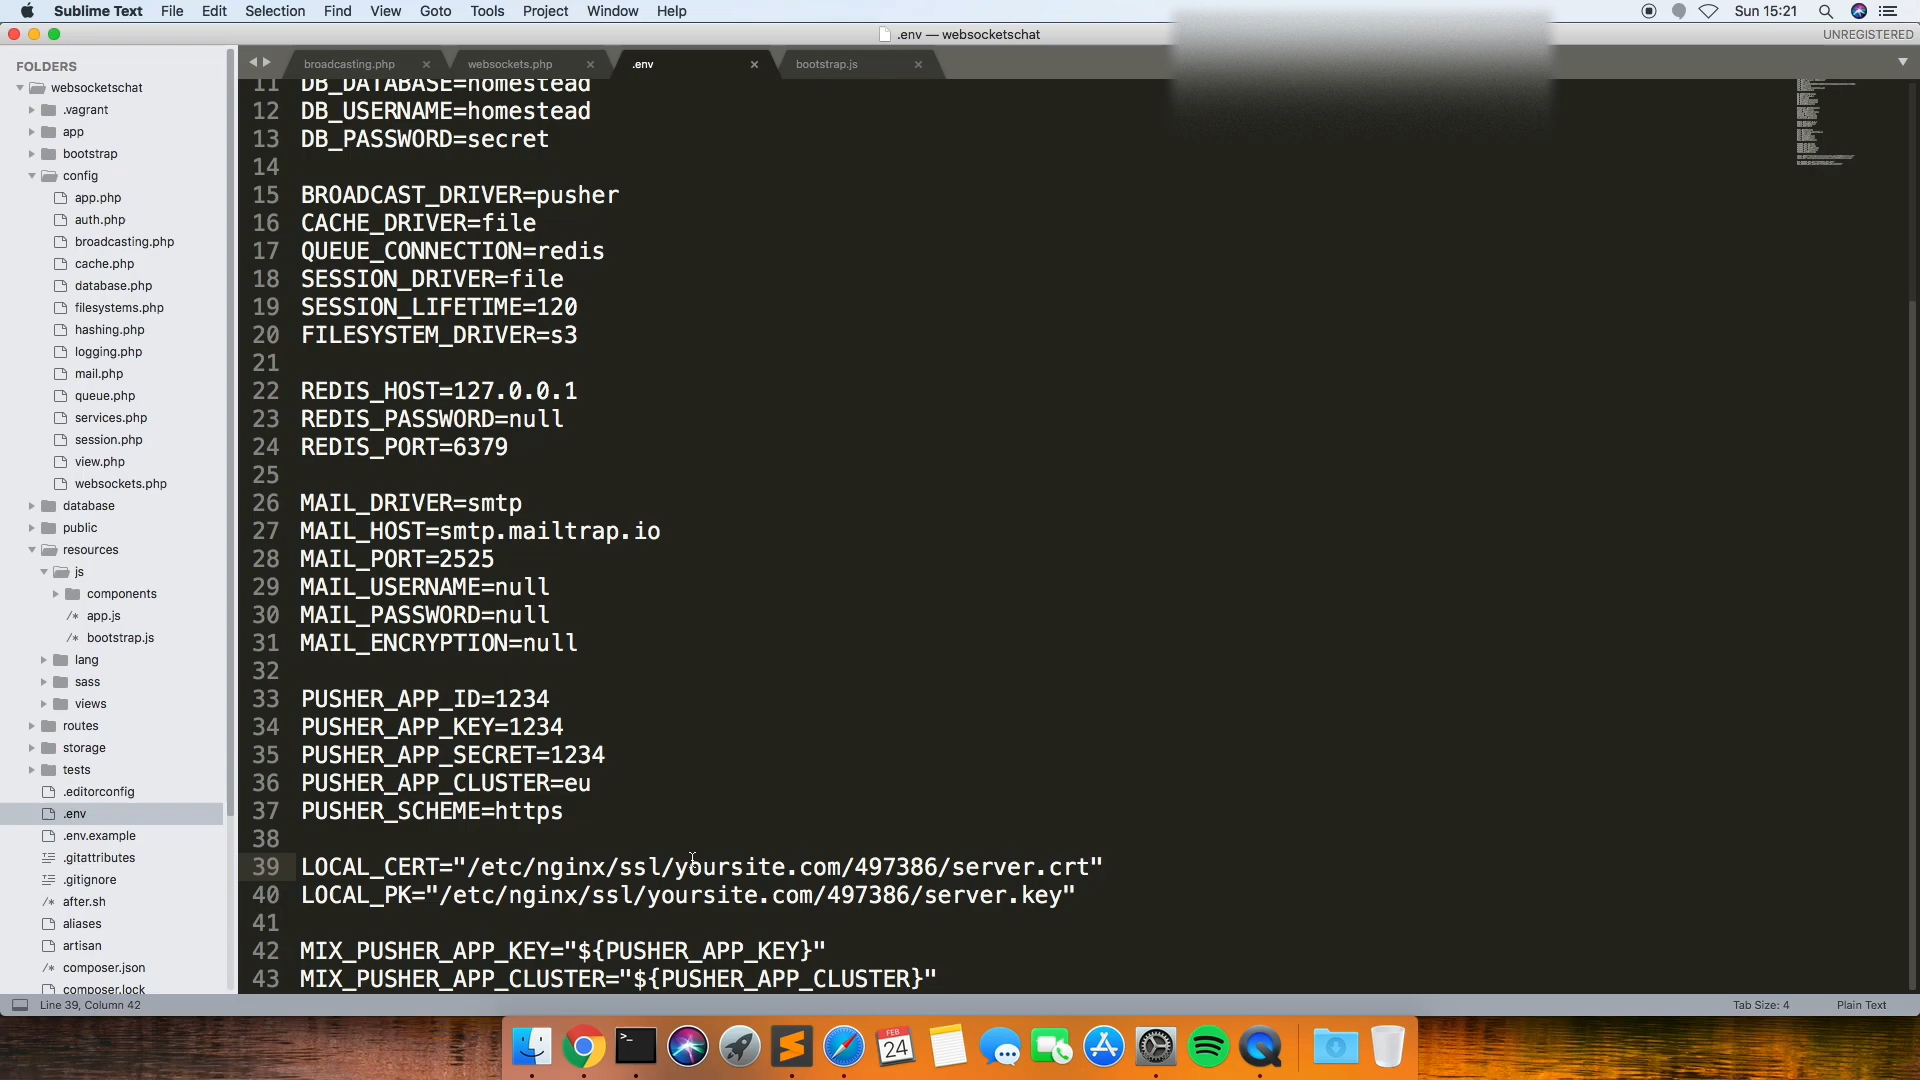 Sublime Text File Edit Selection Find View Goto Tools Project Window Help Sun 15:21
.env — websocketschat UNREGISTERED
FOLDERS
websocketschat
.vagrant
app
bootstrap
config
app.php
auth.php
broadcasting.php
cache.php
database.php
filesystems.php
hashing.php
logging.php
mail.php
queue.php
services.php
session.php
view.php
websockets.php
database
public
resources
js
components
/* app.js
/* bootstrap.js
lang
sass
views
routes
storage
tests
.editorconfig
.env
.env.example
.gitattributes
.gitignore
/* after.sh
aliases
artisan
/* composer.json
composer.lock
broadcasting.php websockets.php .env bootstrap.js
11 DB_DATABASE=homestead
12 DB_USERNAME=homestead
13 DB_PASSWORD=secret
14
15 BROADCAST_DRIVER=pusher
16 CACHE_DRIVER=file
17 QUEUE_CONNECTION=redis
18 SESSION_DRIVER=file
19 SESSION_LIFETIME=120
20 FILESYSTEM_DRIVER=s3
21
22 REDIS_HOST=127.0.0.1
23 REDIS_PASSWORD=null
24 REDIS_PORT=6379
25
26 MAIL_DRIVER=smtp
27 MAIL_HOST=smtp.mailtrap.io
28 MAIL_PORT=2525
29 MAIL_USERNAME=null
30 MAIL_PASSWORD=null
31 MAIL_ENCRYPTION=null
32
33 PUSHER_APP_ID=1234
34 PUSHER_APP_KEY=1234
35 PUSHER_APP_SECRET=1234
36 PUSHER_APP_CLUSTER=eu
37 PUSHER_SCHEME=https
38
39 LOCAL_CERT="/etc/nginx/ssl/yoursite.com/497386/server.crt"
40 LOCAL_PK="/etc/nginx/ssl/yoursite.com/497386/server.key"
41
42 MIX_PUSHER_APP_KEY="${PUSHER_APP_KEY}"
43 MIX_PUSHER_APP_CLUSTER="${PUSHER_APP_CLUSTER}"
Line 39, Column 42 Tab Size: 4 Plain Text
FEB
24